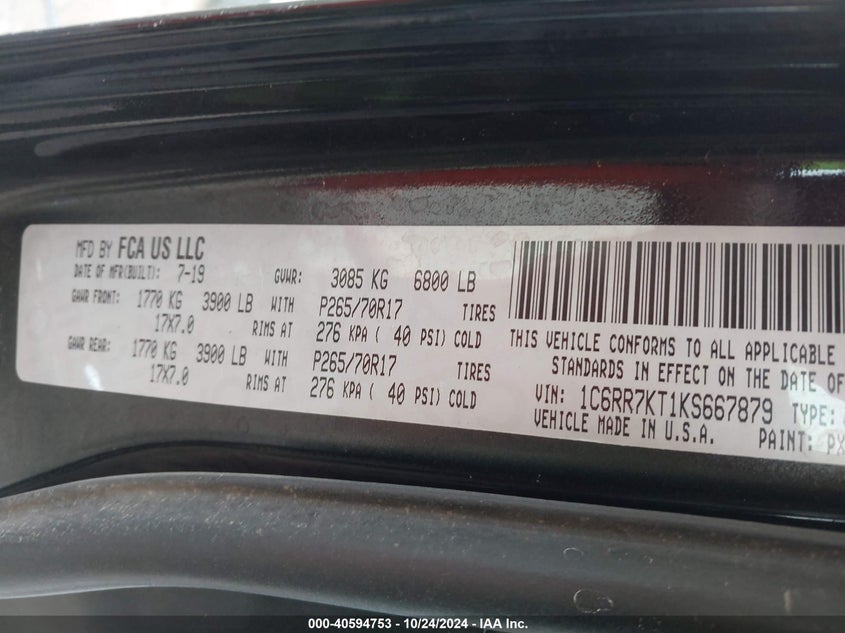 MFD BY FCA US LLC
DATE OF MFR(BUILT): 7-19 GVWR: 3085 KG 6800 LB
GAWR FRONT: 1770 KG 3900 LB WITH P265/70R17 TIRES
17X7.0 RIMS AT 276 KPA ( 40 PSI) COLD
GAWR REAR: 1770 KG 3900 LB WITH P265/70R17 TIRES
17X7.0 RIMS AT 276 KPA ( 40 PSI) COLD
THIS VEHICLE CONFORMS TO ALL APPLICABLE
STANDARDS IN EFFECT ON THE DATE OF
VIN: 1C6RR7KT1KS667879 TYPE:
VEHICLE MADE IN U.S.A. PAINT: PX
000-40594753 - 10/24/2024 - IAA Inc.